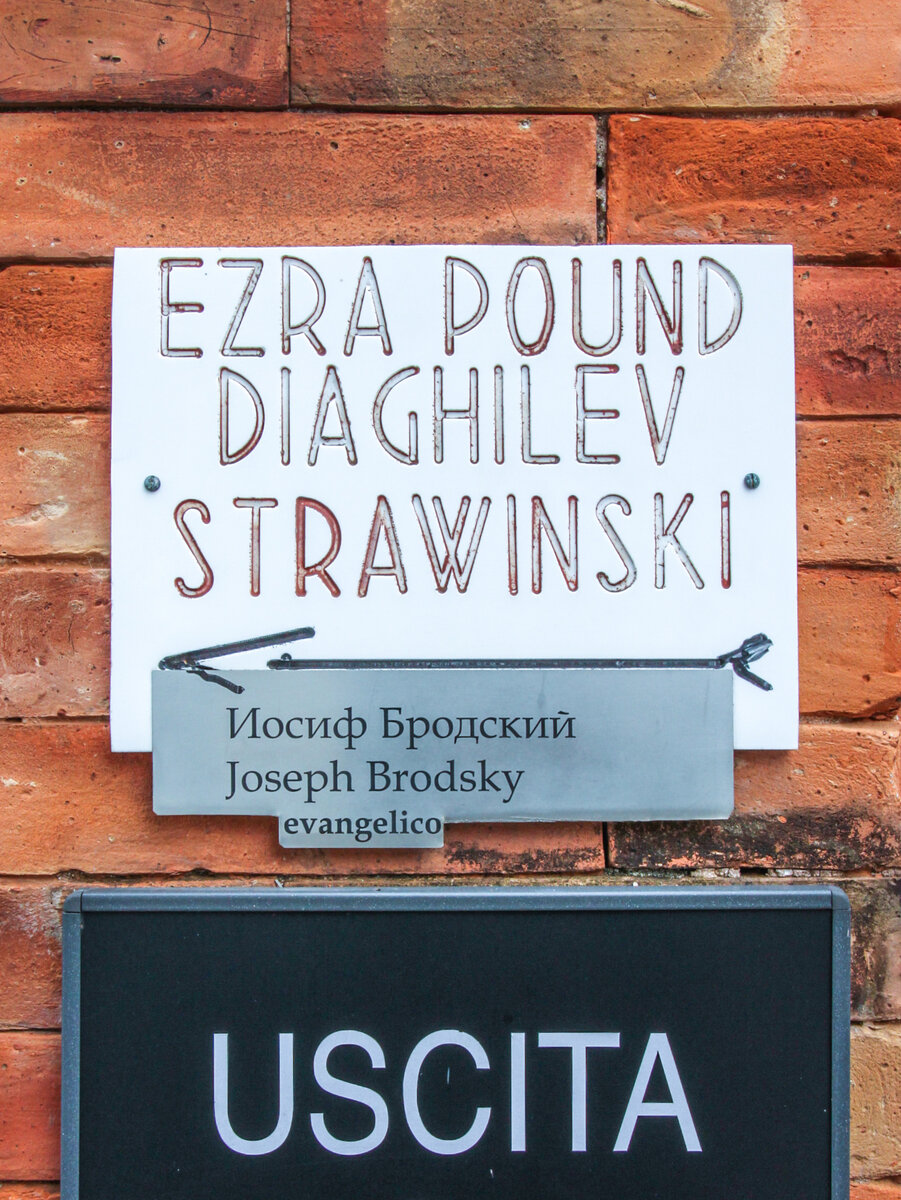 EZRA POUND
DIAGHILEV
STRAWINSKI
Иосиф Бродский
Joseph Brodsky
evangelico
USCITA